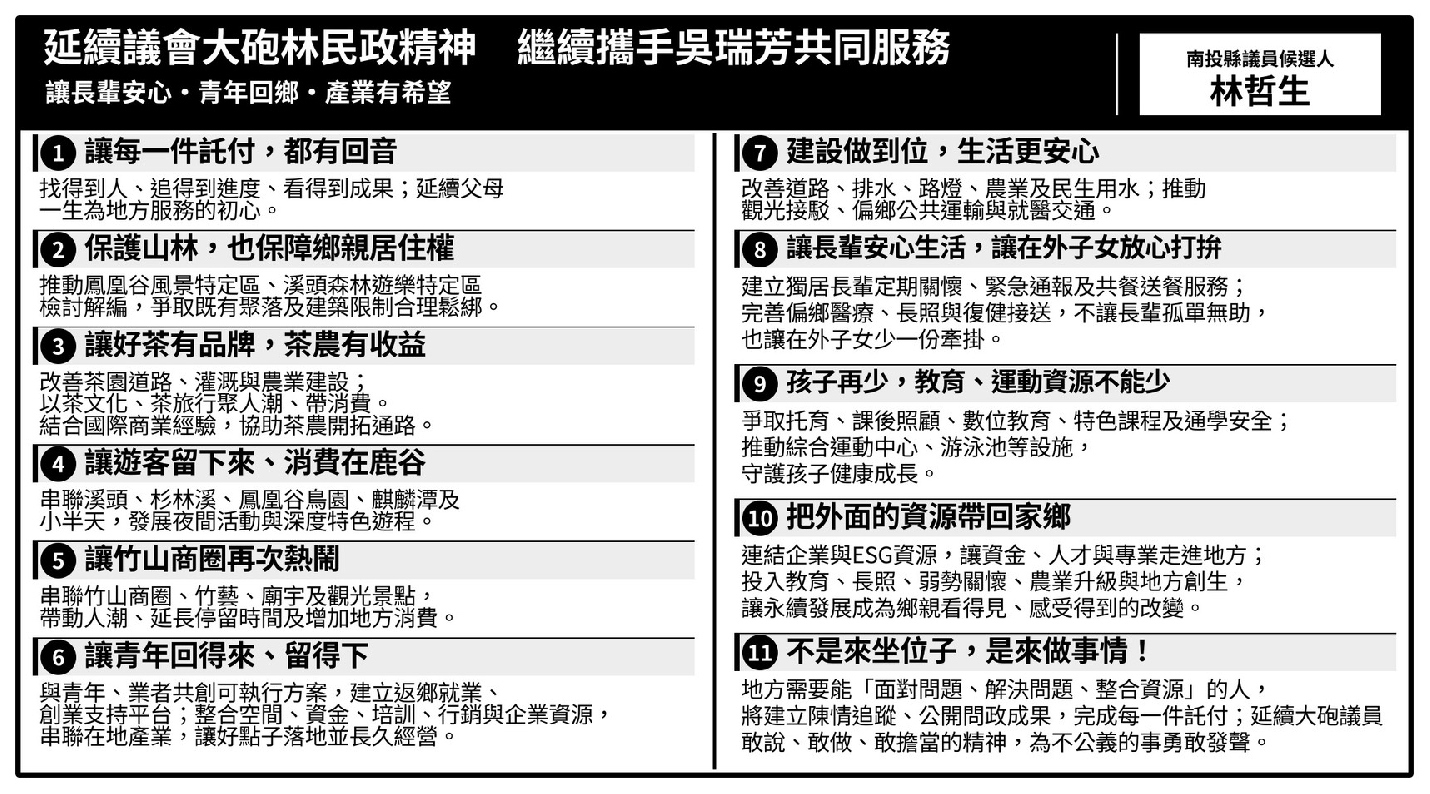 延續議會大砲林民政精神　繼續攜手吳瑞芳共同服務
讓長輩安心・青年回鄉・產業有希望
南投縣議員候選人
林哲生
1 讓每一件託付，都有回音
找得到人、追得到進度、看得到成果；延續父母
一生為地方服務的初心。
2 保護山林，也保障鄉親居住權
推動鳳凰谷風景特定區、溪頭森林遊樂特定區
檢討解編，爭取既有聚落及建築限制合理鬆綁。
3 讓好茶有品牌，茶農有收益
改善茶園道路、灌溉與農業建設；
以茶文化、茶旅行聚人潮、帶消費。
結合國際商業經驗，協助茶農開拓通路。
4 讓遊客留下來、消費在鹿谷
串聯溪頭、杉林溪、鳳凰谷鳥園、麒麟潭及
小半天，發展夜間活動與深度特色遊程。
5 讓竹山商圈再次熱鬧
串聯竹山商圈、竹藝、廟宇及觀光景點，
帶動人潮、延長停留時間及增加地方消費。
6 讓青年回得來、留得下
與青年、業者共創可執行方案，建立返鄉就業、
創業支持平台；整合空間、資金、培訓、行銷與企業資源，
串聯在地產業，讓好點子落地並長久經營。
7 建設做到位，生活更安心
改善道路、排水、路燈、農業及民生用水；推動
觀光接駁、偏鄉公共運輸與就醫交通。
8 讓長輩安心生活，讓在外子女放心打拚
建立獨居長輩定期關懷、緊急通報及共餐送餐服務；
完善偏鄉醫療、長照與復健接送，不讓長輩孤單無助，
也讓在外子女少一份牽掛。
9 孩子再少，教育、運動資源不能少
爭取托育、課後照顧、數位教育、特色課程及通學安全；
推動綜合運動中心、游泳池等設施，
守護孩子健康成長。
10 把外面的資源帶回家鄉
連結企業與ESG資源，讓資金、人才與專業走進地方；
投入教育、長照、弱勢關懷、農業升級與地方創生，
讓永續發展成為鄉親看得見、感受得到的改變。
11 不是來坐位子，是來做事情！
地方需要能「面對問題、解決問題、整合資源」的人，
將建立陳情追蹤、公開問政成果，完成每一件託付；延續大砲議員
敢說、敢做、敢擔當的精神，為不公義的事勇敢發聲。